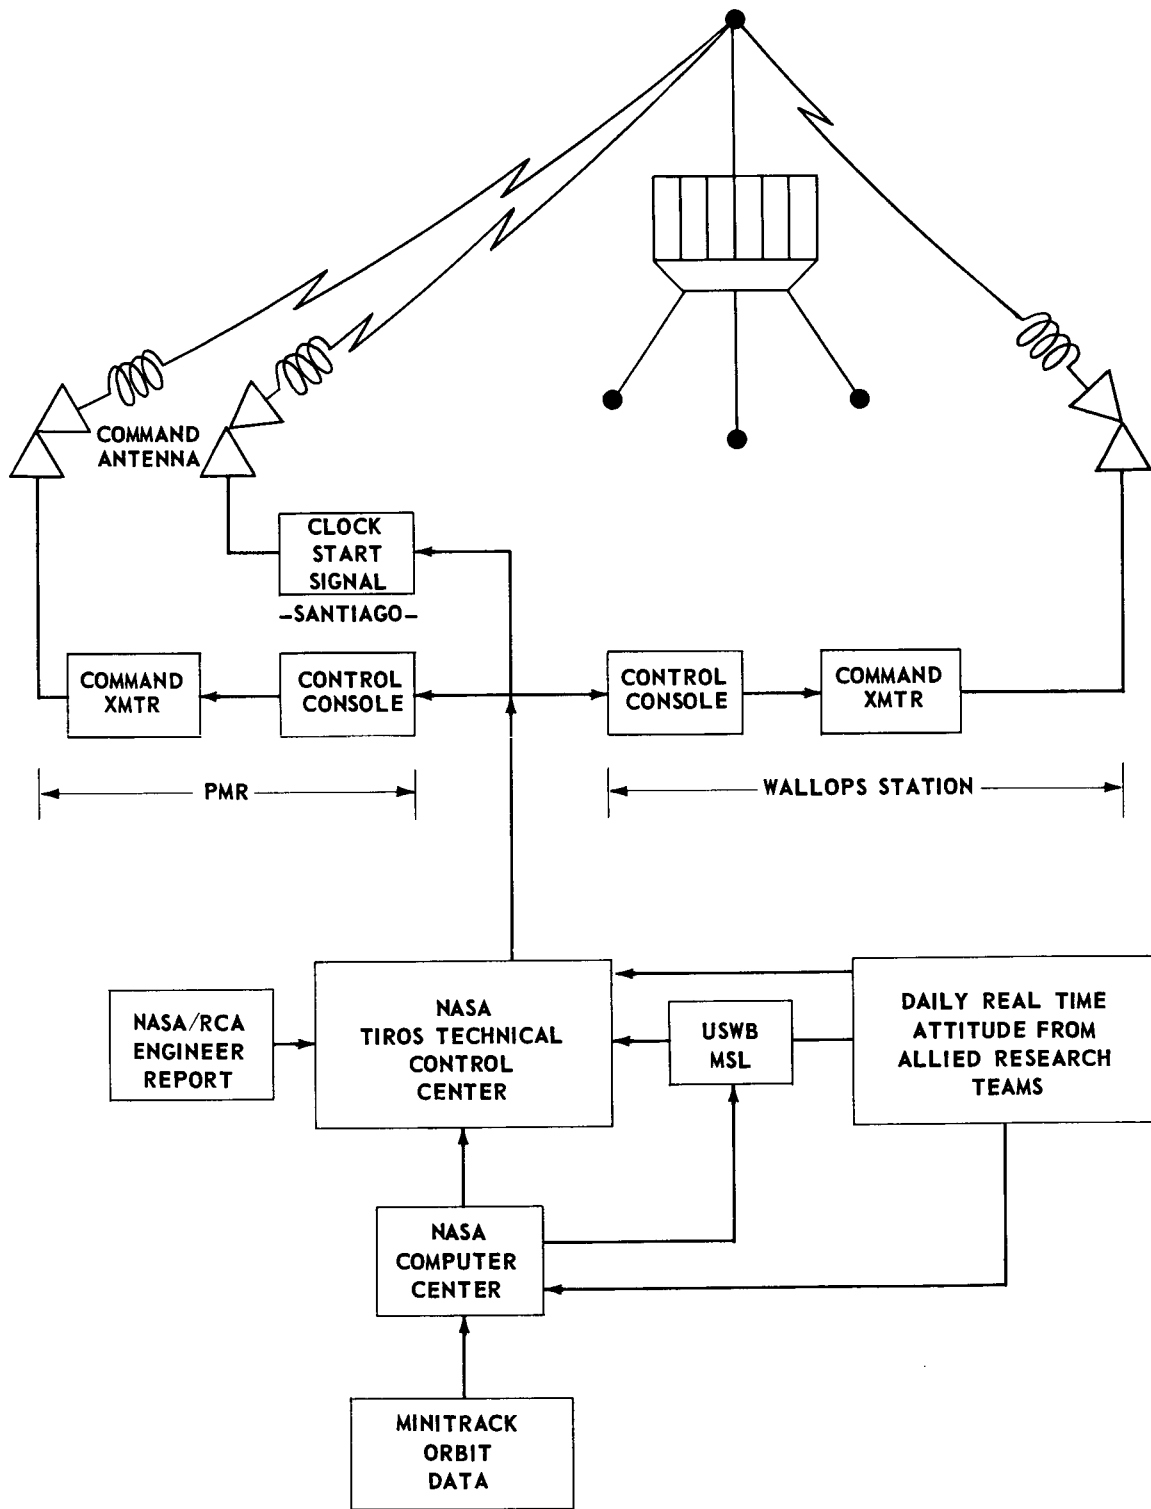 COMMAND
ANTENNA
CLOCK
START
SIGNAL
-SANTIAGO-
COMMAND
XMTR
CONTROL
CONSOLE
CONTROL
CONSOLE
COMMAND
XMTR
PMR
WALLOPS STATION
NASA/RCA
ENGINEER
REPORT
NASA
TIROS TECHNICAL
CONTROL
CENTER
USWB
MSL
DAILY REAL TIME
ATTITUDE FROM
ALLIED RESEARCH
TEAMS
NASA
COMPUTER
CENTER
MINITRACK
ORBIT
DATA